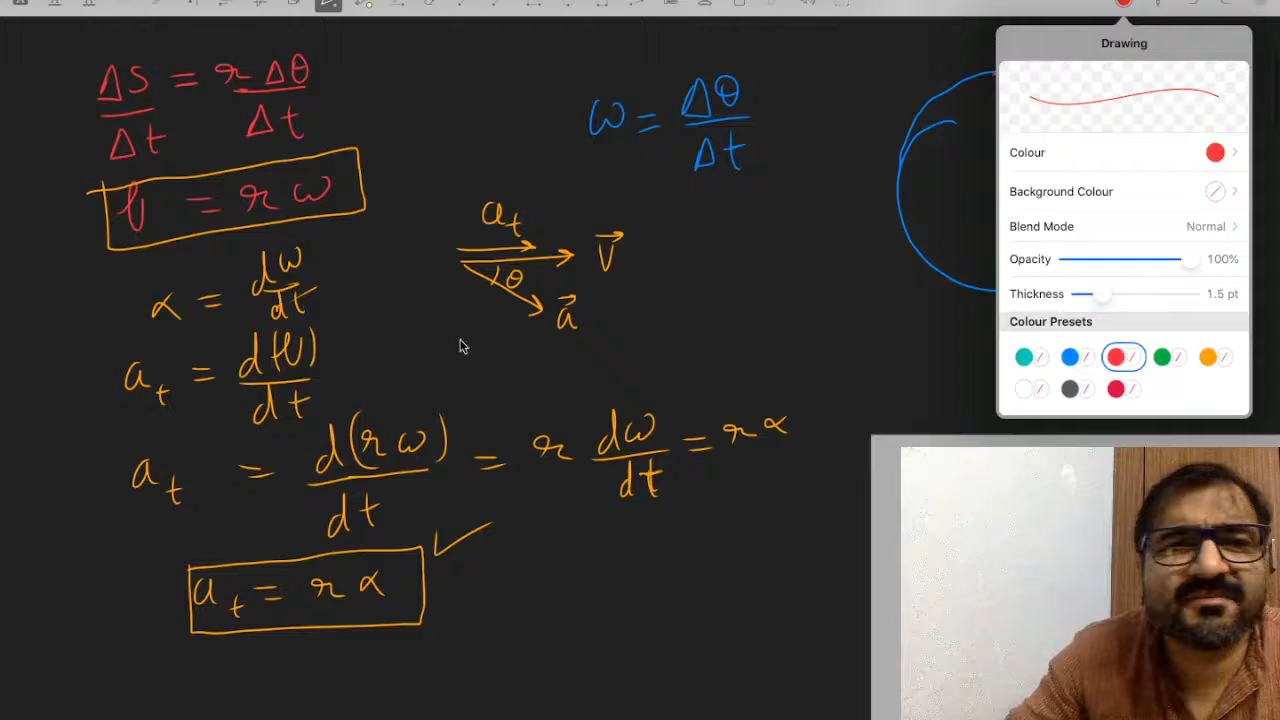 ΔS/Δt = r Δθ/Δt
v = r ω
ω = Δθ/Δt
a_t
V⃗
θ
a⃗
α = dω/dt
a_t = d(v)/dt
a_t = d(r ω)/dt = r dω/dt = r α
a_t = r α
Drawing
Colour
Background Colour
Blend Mode Normal
Opacity 100%
Thickness 1.5 pt
Colour Presets